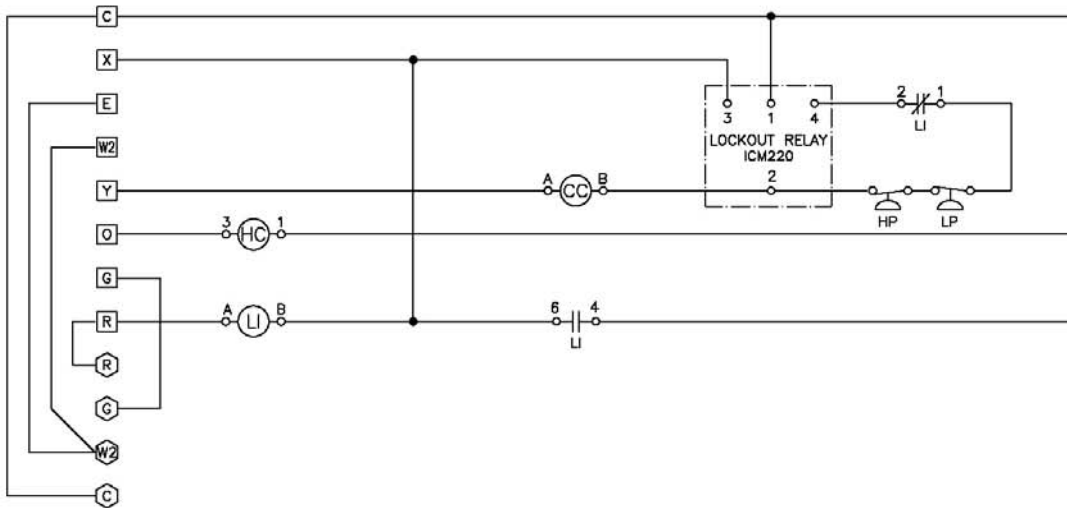 C
X
E
2 1
3 1 4
LI
W2
LOCKOUT RELAY
ICM220
2
Y
A CC B
HP LP
O
3 HC 1
G
R
A LI B
6 4
LI
R
G
W2
C